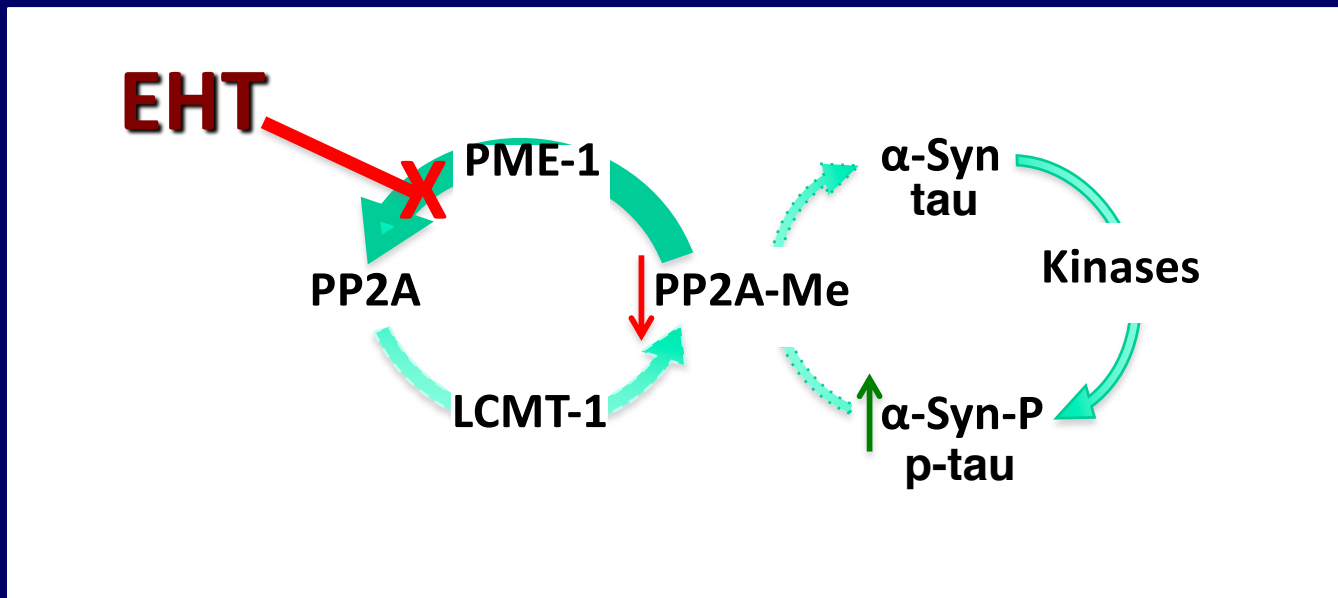 EHT
PME-1
PP2A
PP2A-Me
LCMT-1
α-Syn
tau
Kinases
α-Syn-P
p-tau
X